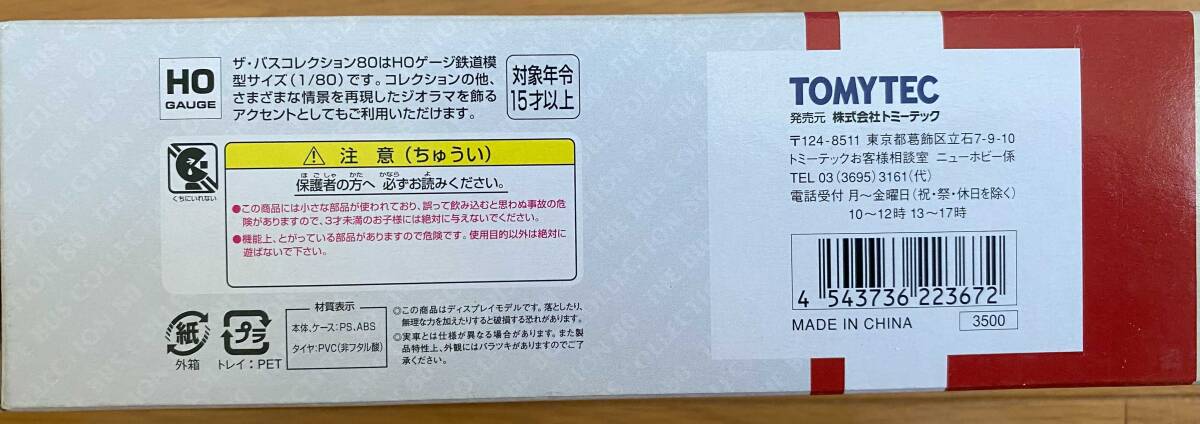 HO
GAUGE
ザ・バスコレクション80はHOゲージ鉄道模
型サイズ(1/80)です。コレクションの他、
さまざまな情景を再現したジオラマを飾る
アクセントとしてもご利用いただけます。
対象年令
15才以上
くちにいれない
注 意(ちゅうい)
ほごしゃ かた かなら よ
保護者の方へ 必ずお読みください。
●この商品には小さな部品が使われており、誤って飲み込むと思わぬ事故の危
険がありますので、3才未満のお子様には絶対に与えないでください。
●機能上、とがっている部品がありますので危険です。使用目的以外は絶対に
遊ばないで下さい。
紙
外箱
プラ
トレイ:PET
材質表示
本体、ケース:PS、ABS
タイヤ:PVC(非フタル酸)
◎この商品はディスプレイモデルです。落としたり、
無理な力を加えたりすると破損する恐れがあります。
◎実車とは仕様が異なる場合があります。また製
品特性上、外観にはバラツキがありますのでご了
承ください。
TOMYTEC
発売元 株式会社トミーテック
〒124-8511 東京都葛飾区立石7-9-10
トミーテックお客様相談室 ニューホビー係
TEL 03(3695)3161(代)
電話受付 月~金曜日(祝・祭・休日を除く)
10~12時 13~17時
4 543736 223672
MADE IN CHINA
3500